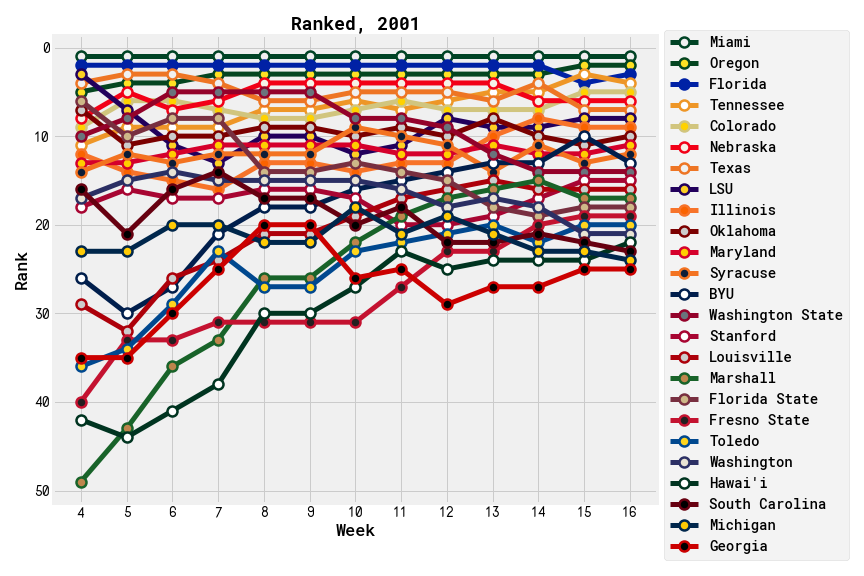 Ranked, 2001
0
10
20
30
40
50
Rank
4 5 6 7 8 9 10 11 12 13 14 15 16
Week
Miami
Oregon
Florida
Tennessee
Colorado
Nebraska
Texas
LSU
Illinois
Oklahoma
Maryland
Syracuse
BYU
Washington State
Stanford
Louisville
Marshall
Florida State
Fresno State
Toledo
Washington
Hawai'i
South Carolina
Michigan
Georgia